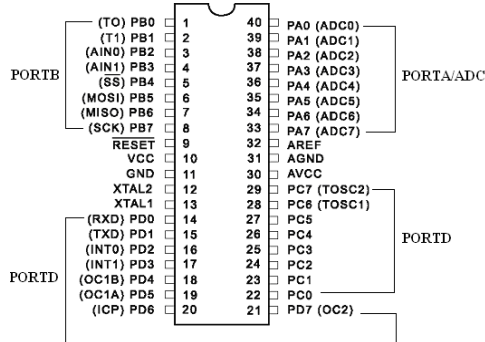 (TO) PB0 1 40 PA0 (ADC0)
(T1) PB1 2 39 PA1 (ADC1)
(AIN0) PB2 3 38 PA2 (ADC2)
(AIN1) PB3 4 37 PA3 (ADC3)
PORTB (SS) PB4 5 36 PA4 (ADC4) PORTA/ADC
(MOSI) PB5 6 35 PA5 (ADC5)
(MISO) PB6 7 34 PA6 (ADC6)
(SCK) PB7 8 33 PA7 (ADC7)
RESET 9 32 AREF
VCC 10 31 AGND
GND 11 30 AVCC
XTAL2 12 29 PC7 (TOSC2)
XTAL1 13 28 PC6 (TOSC1)
(RXD) PD0 14 27 PC5
(TXD) PD1 15 26 PC4 PORTD
(INT0) PD2 16 25 PC3
PORTD (INT1) PD3 17 24 PC2
(OC1B) PD4 18 23 PC1
(OC1A) PD5 19 22 PC0
(ICP) PD6 20 21 PD7 (OC2)